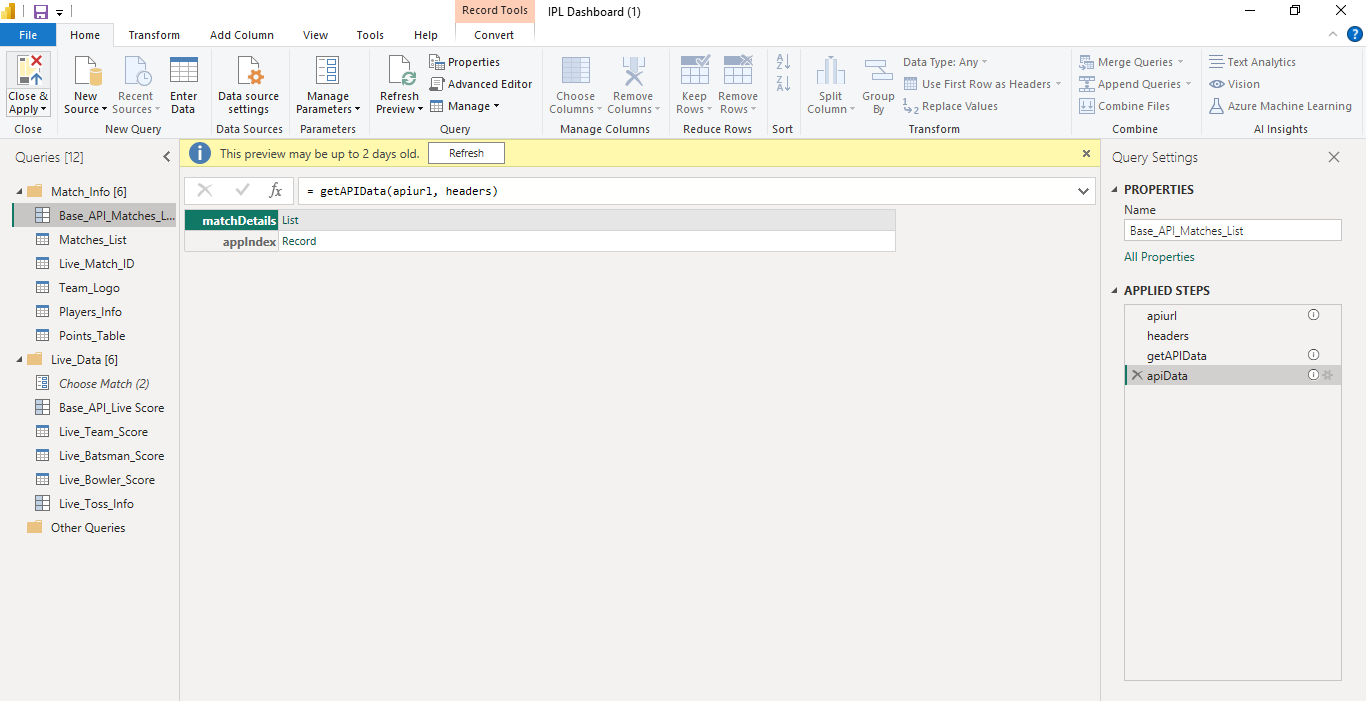 Record Tools
IPL Dashboard (1)
File
Home
Transform
Add Column
View
Tools
Help
Convert
?
Close &
Apply
Close
New
Source
Recent
Sources
Enter
Data
New Query
Data source
settings
Data Sources
Manage
Parameters
Parameters
Refresh
Preview
Properties
Advanced Editor
Manage
Query
Choose
Columns
Remove
Columns
Manage Columns
Keep
Rows
Remove
Rows
Reduce Rows
A
Z
Z
A
Sort
Split
Column
Group
By
Data Type: Any
Use First Row as Headers
1
2
Replace Values
Transform
Merge Queries
Append Queries
Combine Files
Combine
Text Analytics
Vision
Azure Machine Learning
AI Insights
Queries [12]
Match_Info [6]
Base_API_Matches_L...
Matches_List
Live_Match_ID
Team_Logo
Players_Info
Points_Table
Live_Data [6]
Choose Match (2)
Base_API_Live Score
Live_Team_Score
Live_Batsman_Score
Live_Bowler_Score
Live_Toss_Info
Other Queries
i
This preview may be up to 2 days old.
Refresh
fx
= getAPIData(apiurl, headers)
matchDetails List
appIndex Record
Query Settings
PROPERTIES
Name
Base_API_Matches_List
All Properties
APPLIED STEPS
apiurl
headers
getAPIData
apiData